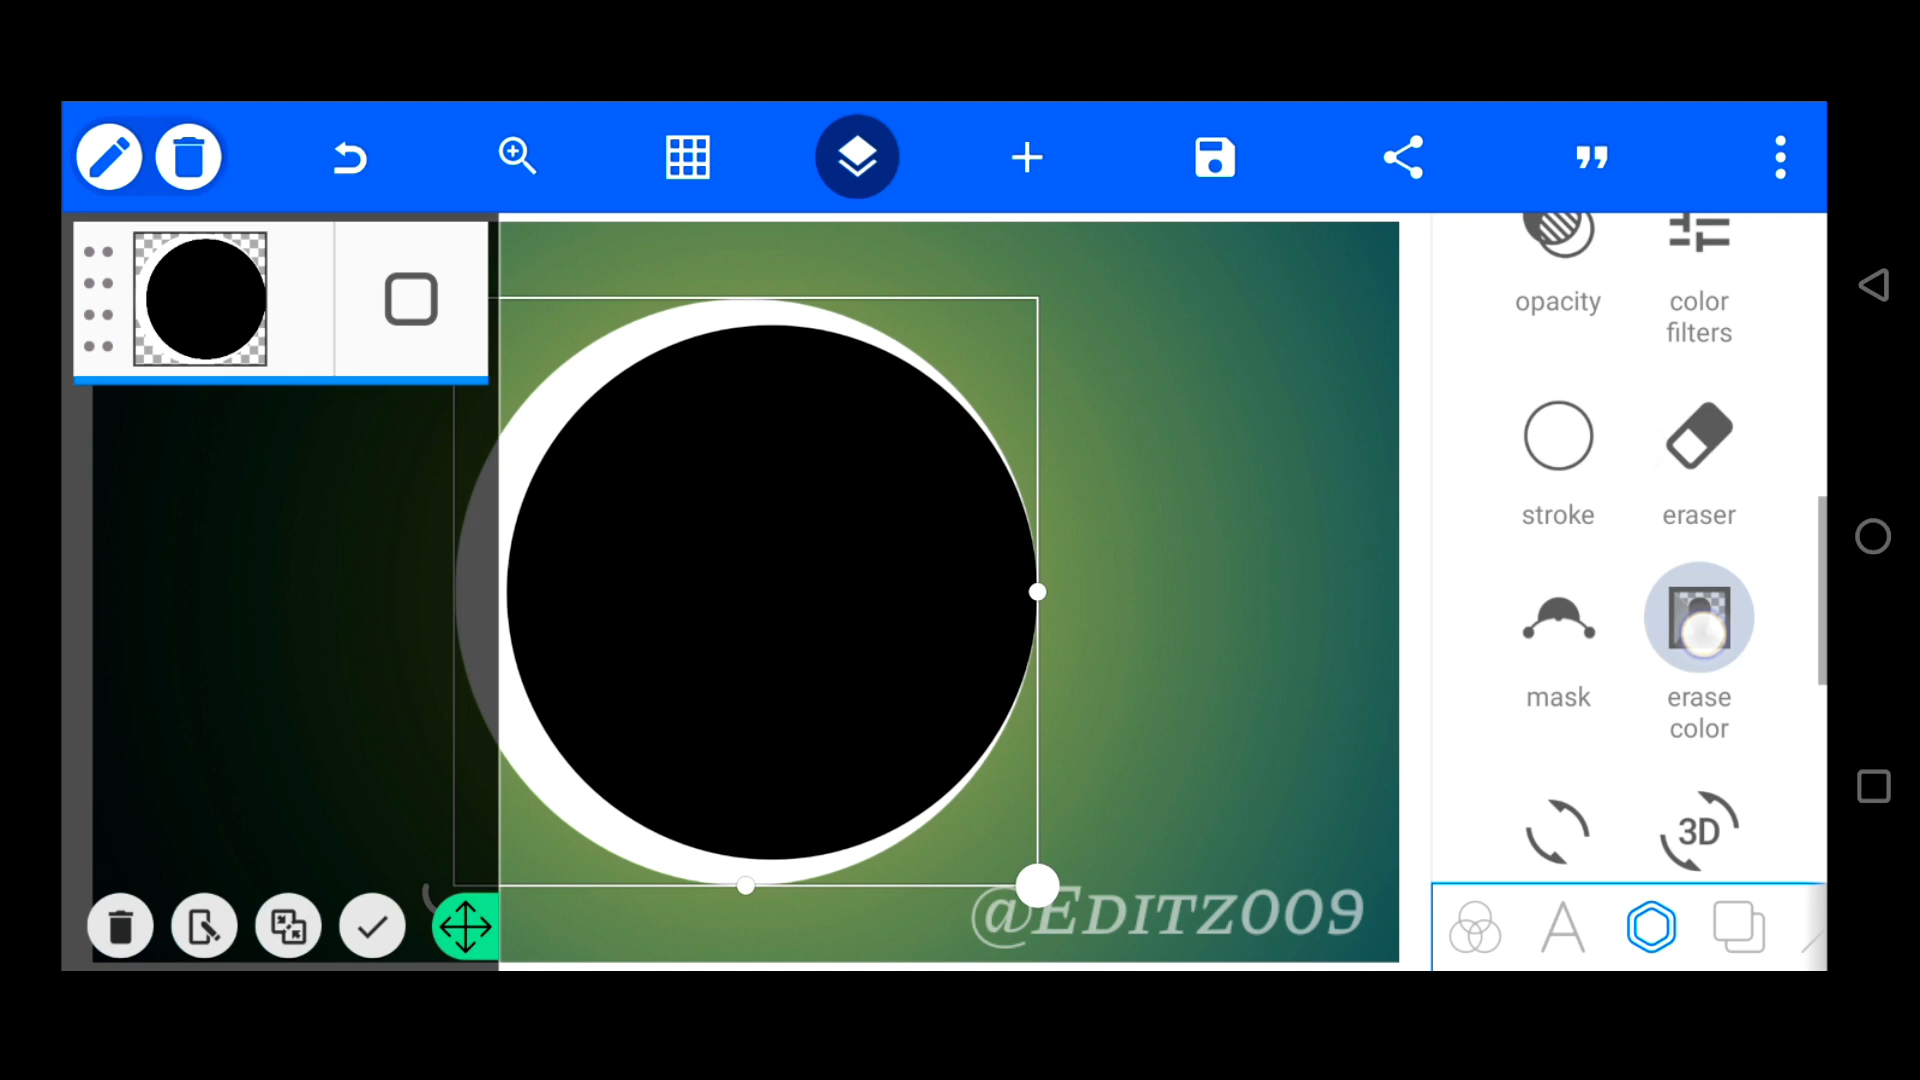 opacity
color
filters
stroke
eraser
mask
erase
color
3D
@EDITZ009